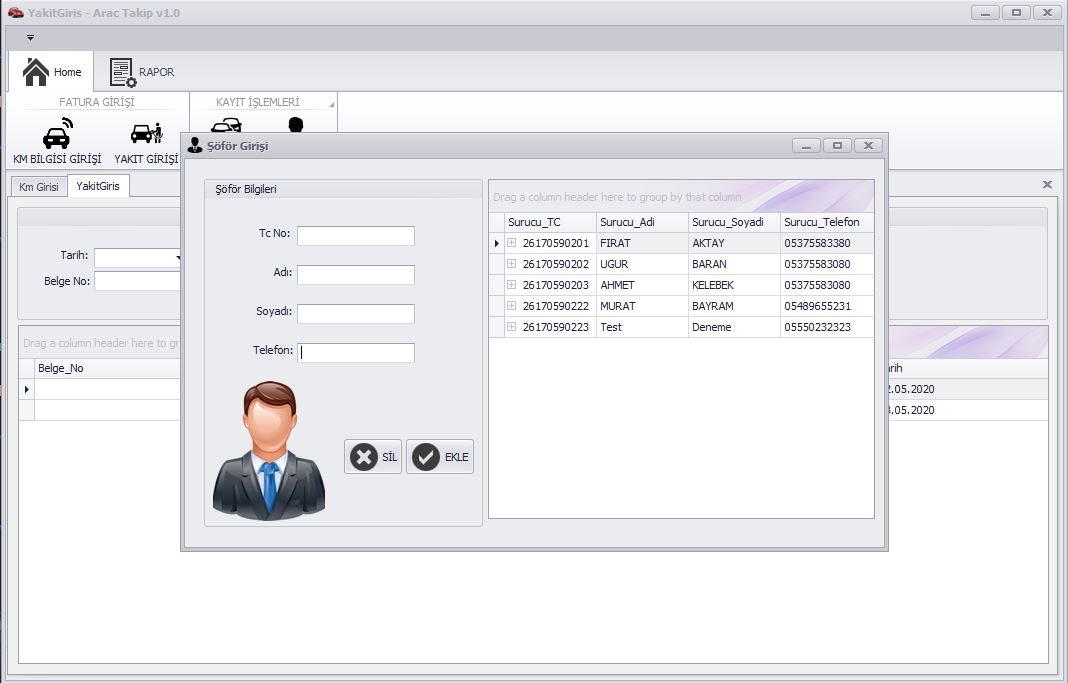 YakitGiris - Arac Takip v1.0
Home
RAPOR
FATURA GİRİŞİ
KAYIT İŞLEMLERİ
KM BİLGİSİ GİRİŞİ
YAKIT GİRİŞİ
Km Girisi
YakitGiris
Tarih:
Belge No:
Drag a column header here to gr
Belge_No
Şöför Girişi
Şöför Bilgileri
Tc No:
Adı:
Soyadı:
Telefon:
SİL
EKLE
Drag a column header here to group by that column
Surucu_TC Surucu_Adi Surucu_Soyadi Surucu_Telefon
26170590201 FIRAT AKTAY 05375583380
26170590202 UGUR BARAN 05375583080
26170590203 AHMET KELEBEK 05375583080
26170590222 MURAT BAYRAM 05489655231
26170590223 Test Deneme 05550232323
rih
2.05.2020
3.05.2020